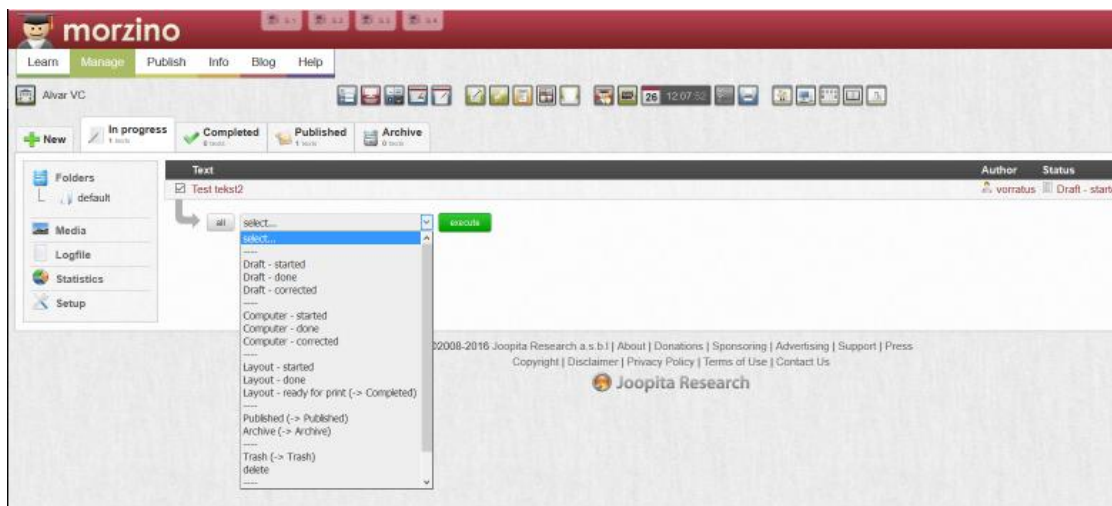 morzino
Learn Manage Publish Info Blog Help
Alvar VC
26 12:07
New
In progress
Completed
Published
Archive
Folders
default
Media
Logfile
Statistics
Setup
Text Author Status
Test tekst2 vorratus Draft - start
all select... execute
select...
----
Draft - started
Draft - done
Draft - corrected
----
Computer - started
Computer - done
Computer - corrected
----
Layout - started
Layout - done
Layout - ready for print (-> Completed)
----
Published (-> Published)
Archive (-> Archive)
----
Trash (-> Trash)
delete
----
2008-2016 Joopita Research a.s.b.l | About | Donations | Sponsoring | Advertising | Support | Press
Copyright | Disclaimer | Privacy Policy | Terms of Use | Contact Us
Joopita Research